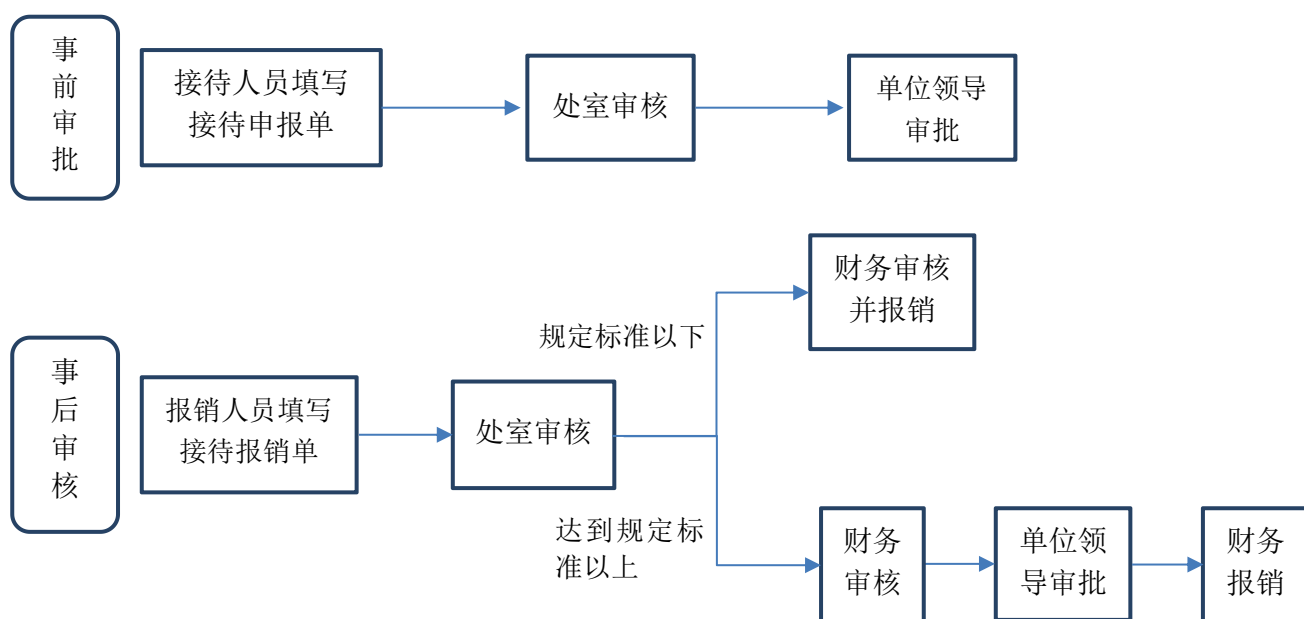 事
前
审
批
接待人员填写
接待申报单
处室审核
单位领导
审批
事
后
审
核
报销人员填写
接待报销单
处室审核
规定标准以下
财务审核
并报销
达到规定标
准以上
财务
审核
单位领
导审批
财务
报销